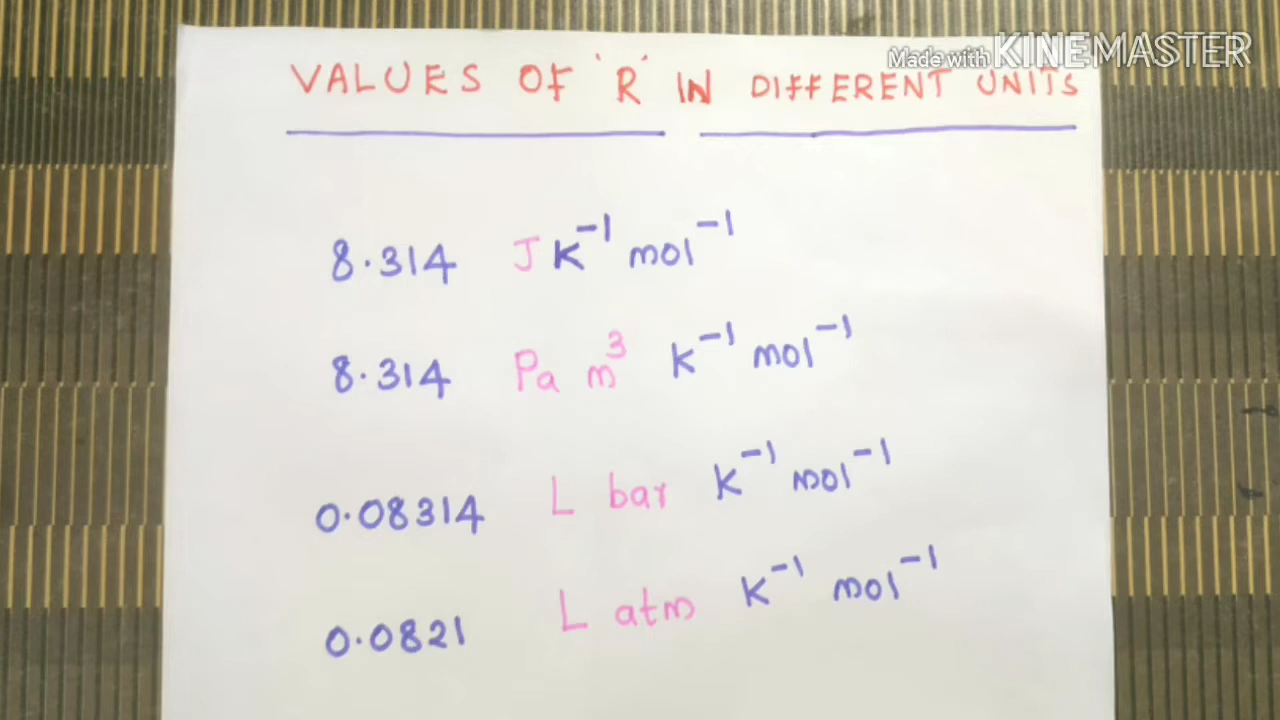 Made with KINEMASTER
VALUES OF 'R' IN DIFFERENT UNITS
8.314 J K⁻¹ mol⁻¹
8.314 Pa m³ K⁻¹ mol⁻¹
0.08314 L bar K⁻¹ mol⁻¹
0.0821 L atm K⁻¹ mol⁻¹